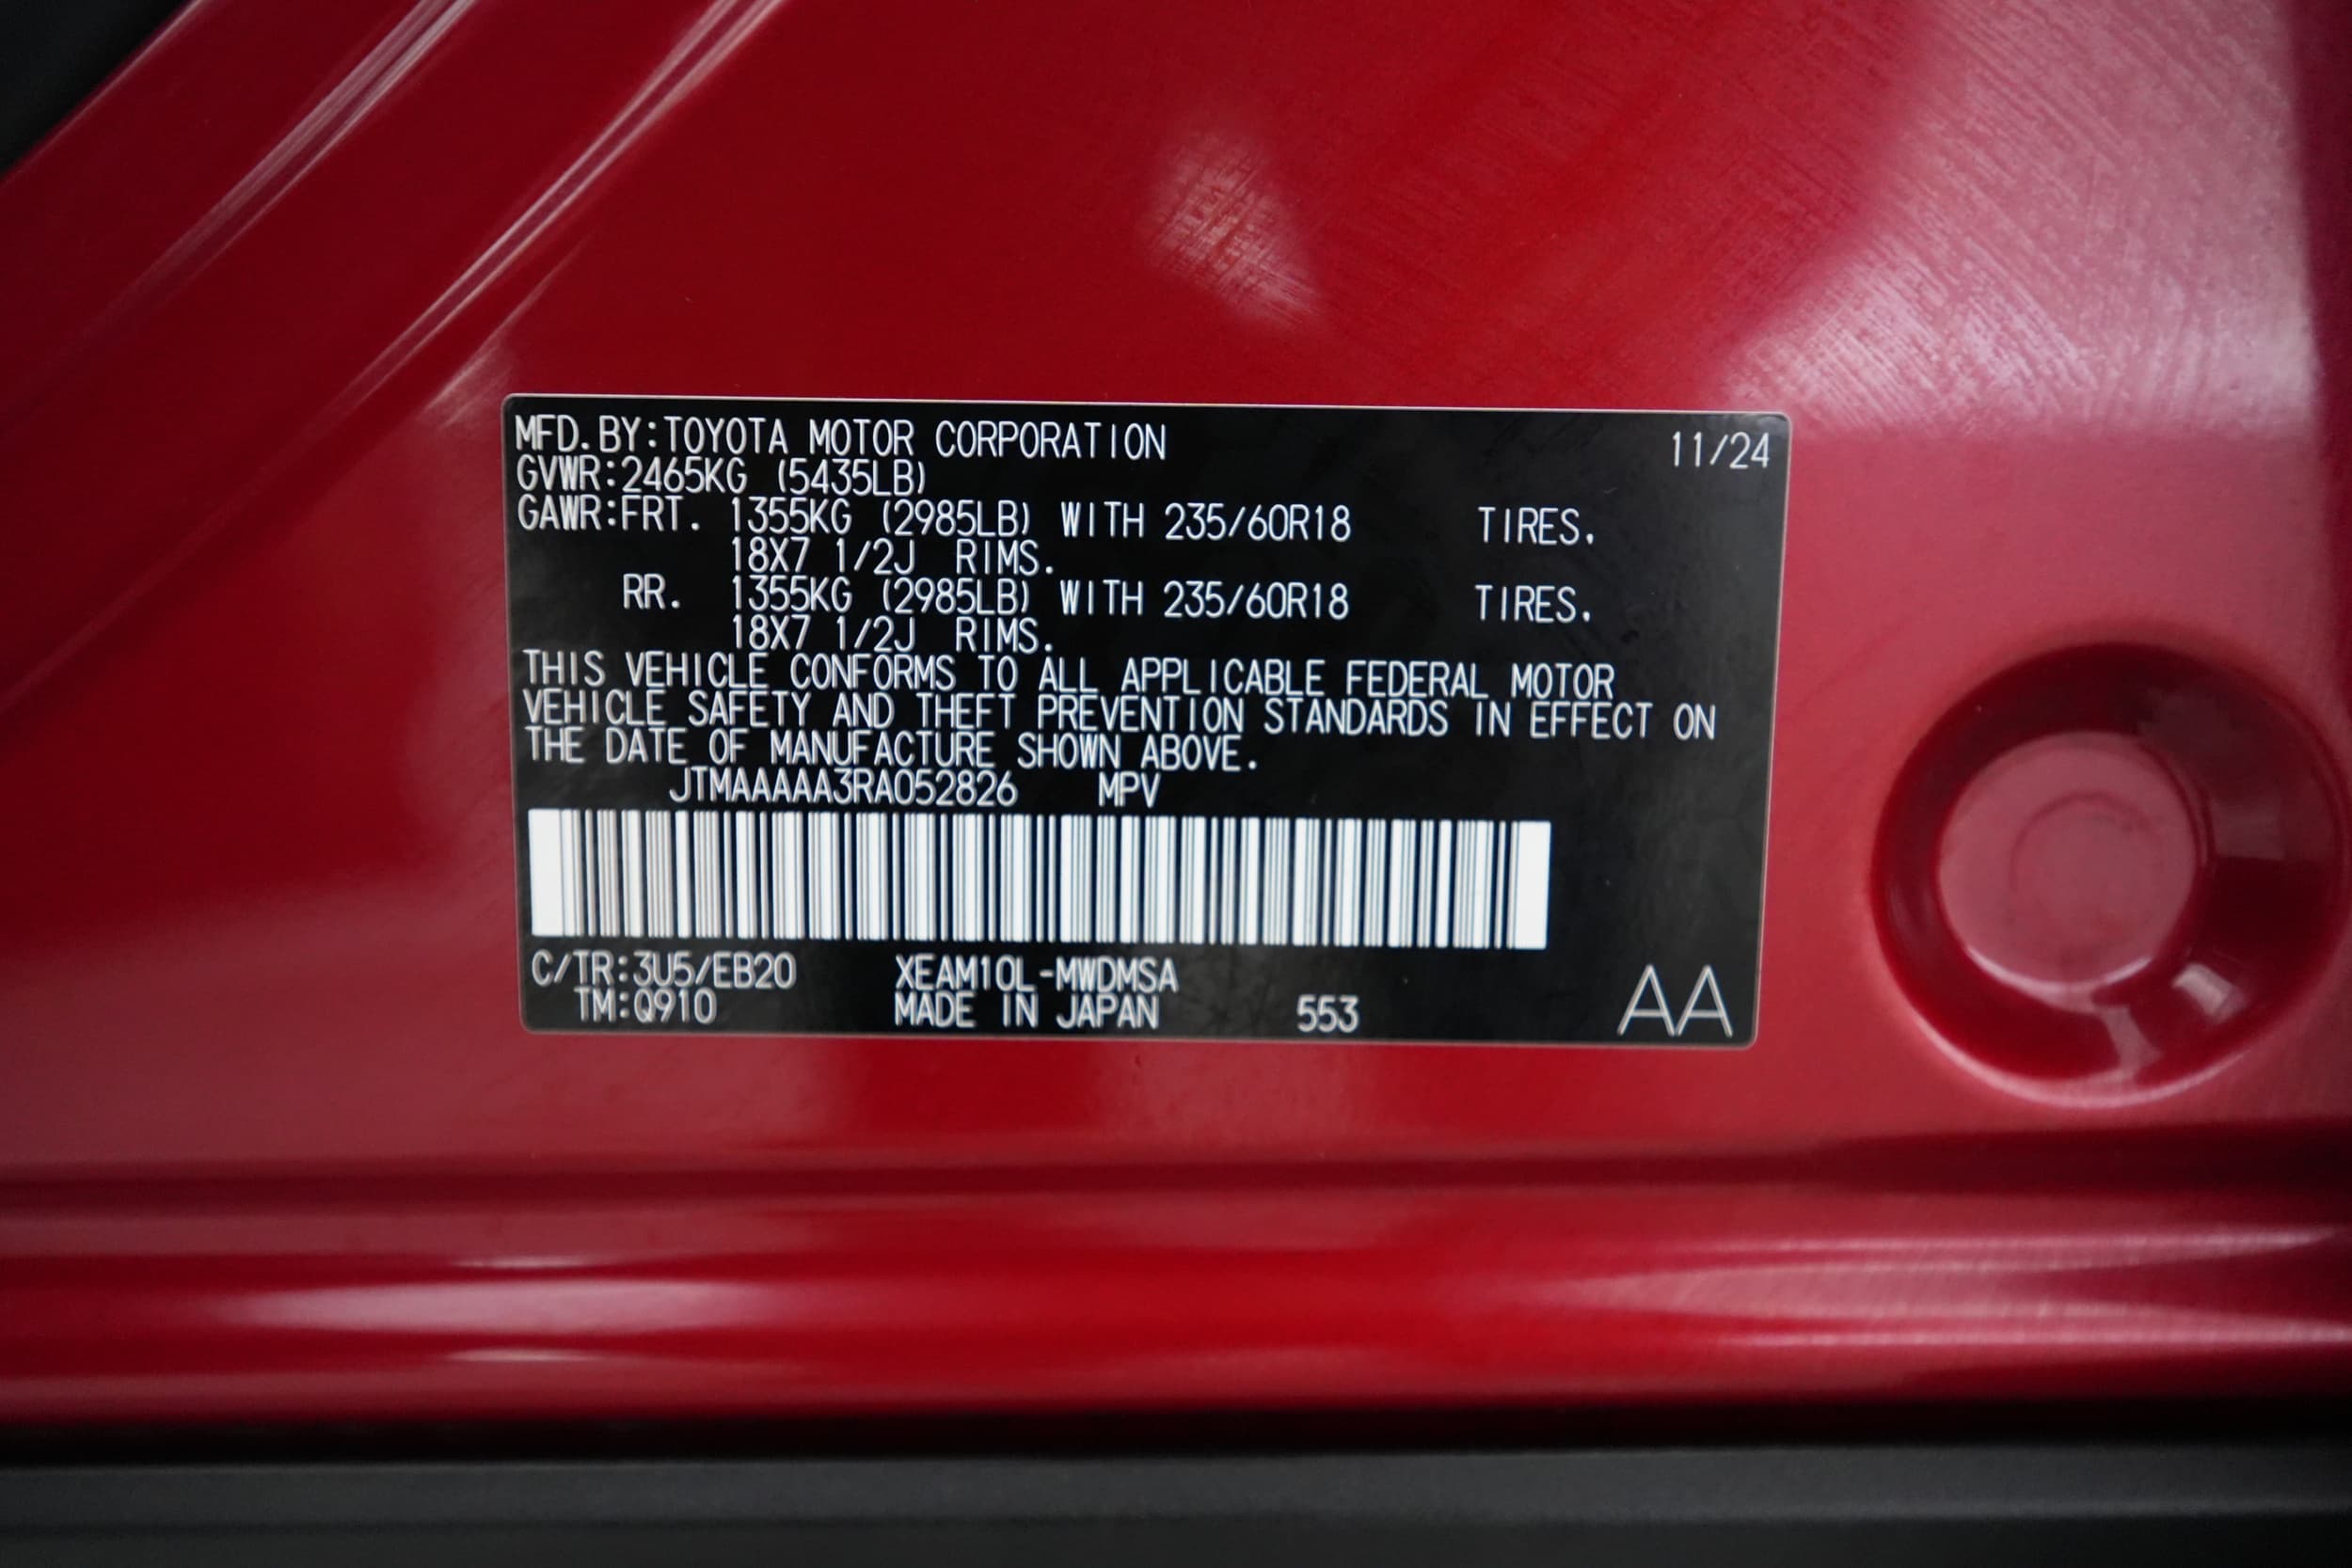 MFD.BY:TOYOTA MOTOR CORPORATION 11/24
GVWR:2465KG (5435LB)
GAWR:FRT. 1355KG (2985LB) WITH 235/60R18 TIRES.
18X7 1/2J RIMS.
RR. 1355KG (2985LB) WITH 235/60R18 TIRES.
18X7 1/2J RIMS.
THIS VEHICLE CONFORMS TO ALL APPLICABLE FEDERAL MOTOR
VEHICLE SAFETY AND THEFT PREVENTION STANDARDS IN EFFECT ON
THE DATE OF MANUFACTURE SHOWN ABOVE.
JTMAAAAA3RA052826 MPV
C/TR:3U5/EB20 XEAM10L-MWDMSA
TM:Q910 MADE IN JAPAN 553 AA